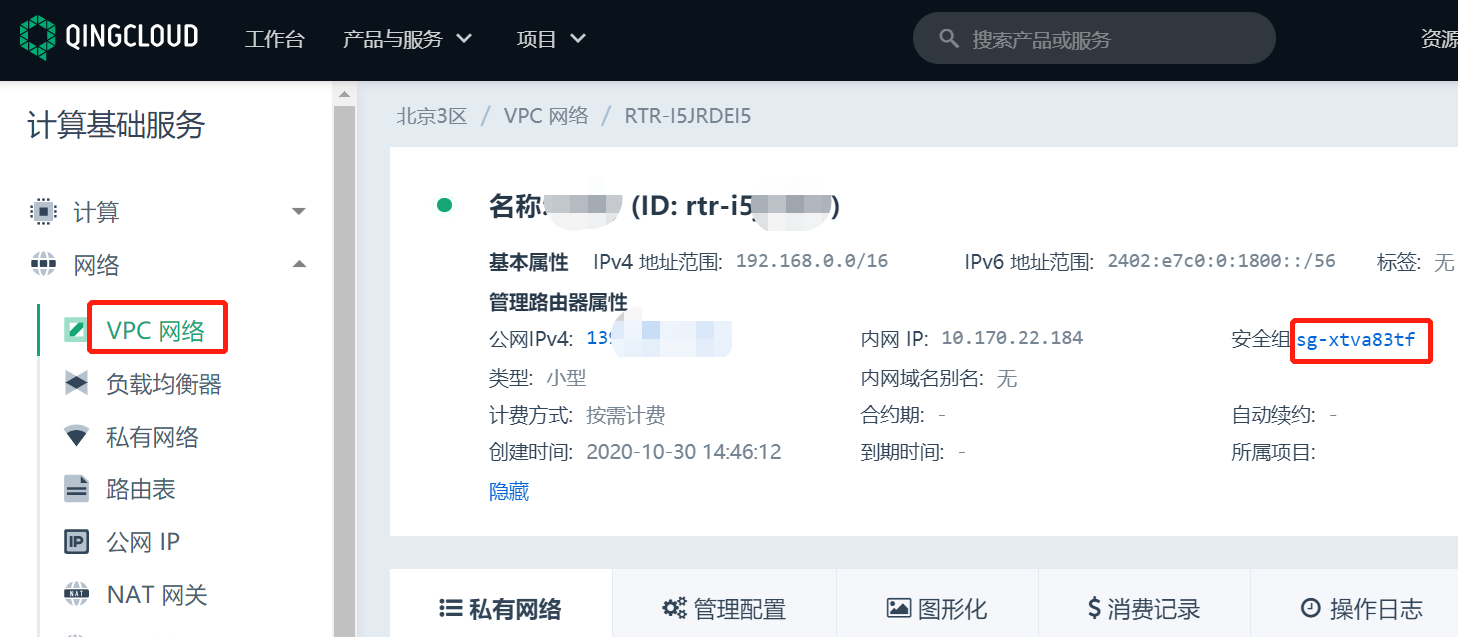 QINGCLOUD 工作台 产品与服务 项目 搜索产品或服务 资源
计算基础服务
计算
网络
VPC 网络
负载均衡器
私有网络
路由表
IP 公网 IP
NAT NAT 网关
北京3区 / VPC 网络 / RTR-I5JRDEI5
名称: (ID: rtr-i5 )
基本属性 IPv4 地址范围: 192.168.0.0/16 IPv6 地址范围: 2402:e7c0:0:1800::/56 标签: 无
管理路由器属性
公网IPv4: 139 内网 IP: 10.170.22.184 安全组 sg-xtva83tf
类型: 小型 内网域名别名: 无
计费方式: 按需计费 合约期: - 自动续约: -
创建时间: 2020-10-30 14:46:12 到期时间: - 所属项目:
隐藏
私有网络 管理配置 图形化 $ 消费记录 操作日志